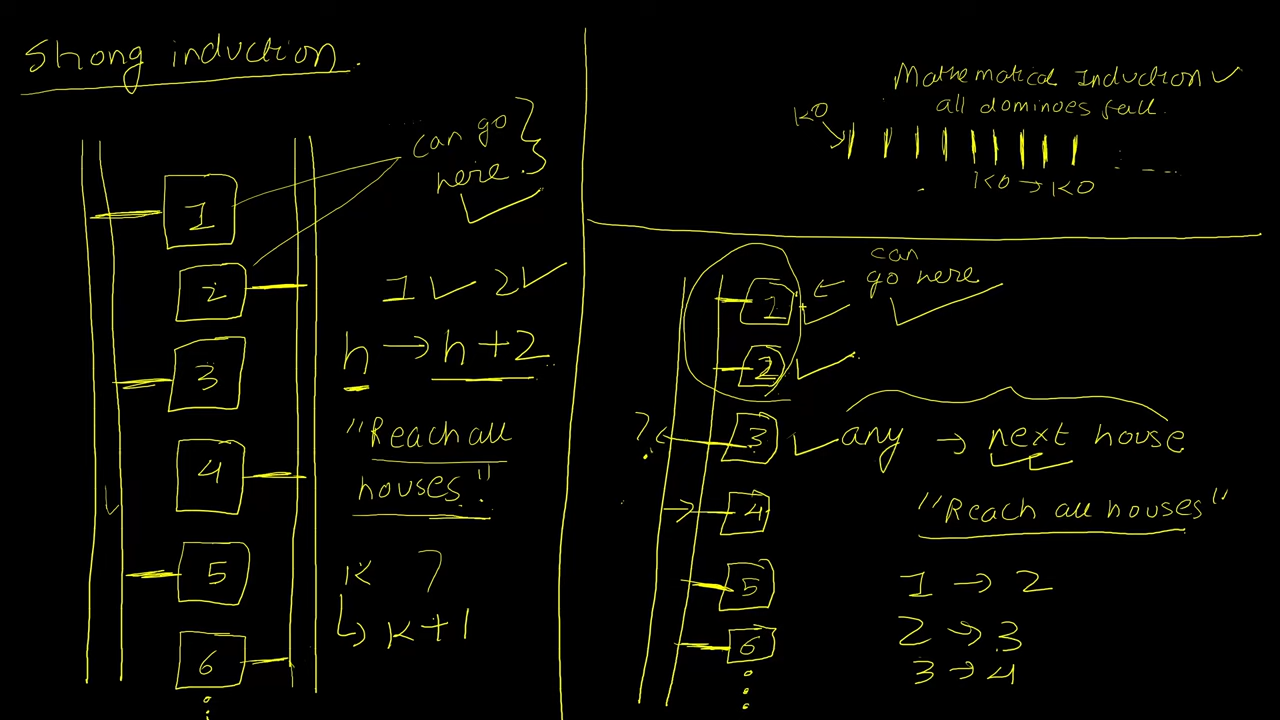 Strong induction.
can go
here.
1
2
3
4
5
6
1 ✓ 2 ✓
n → n + 2
"Reach all
houses."
k ?
↳ k + 1
Mathematical Induction ✓
all dominoes fall.
KO
KO → KO
can
go here
1
2
3
4
5
6
?
any → next house
"Reach all houses"
1 → 2
2 → 3
3 → 4